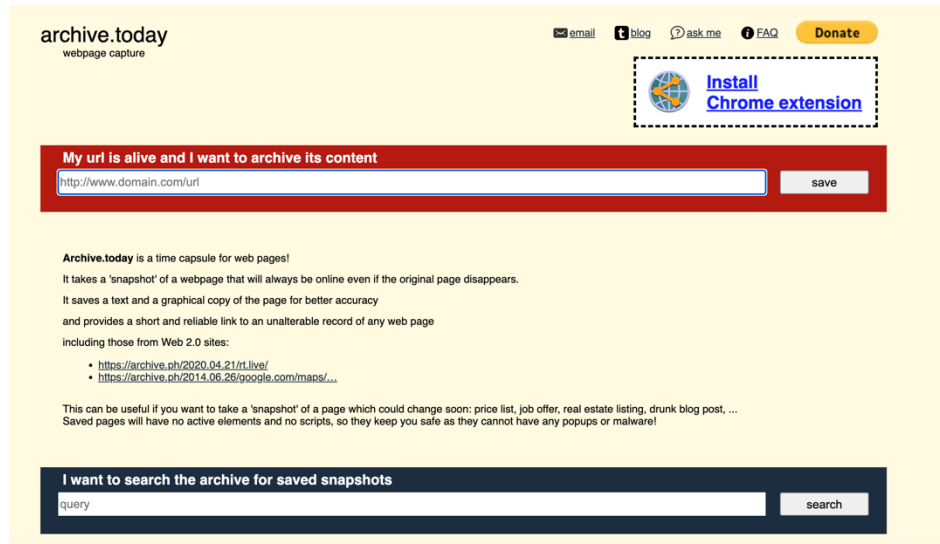 archive.today
webpage capture
email
blog
ask me
FAQ
Donate
Install
Chrome extension
My url is alive and I want to archive its content
http://www.domain.com/url
save
Archive.today is a time capsule for web pages!
It takes a 'snapshot' of a webpage that will always be online even if the original page disappears.
It saves a text and a graphical copy of the page for better accuracy
and provides a short and reliable link to an unalterable record of any web page
including those from Web 2.0 sites:
https://archive.ph/2020.04.21/rt.live/
https://archive.ph/2014.06.26/google.com/maps/…
This can be useful if you want to take a 'snapshot' of a page which could change soon: price list, job offer, real estate listing, drunk blog post, ...
Saved pages will have no active elements and no scripts, so they keep you safe as they cannot have any popups or malware!
I want to search the archive for saved snapshots
query
search